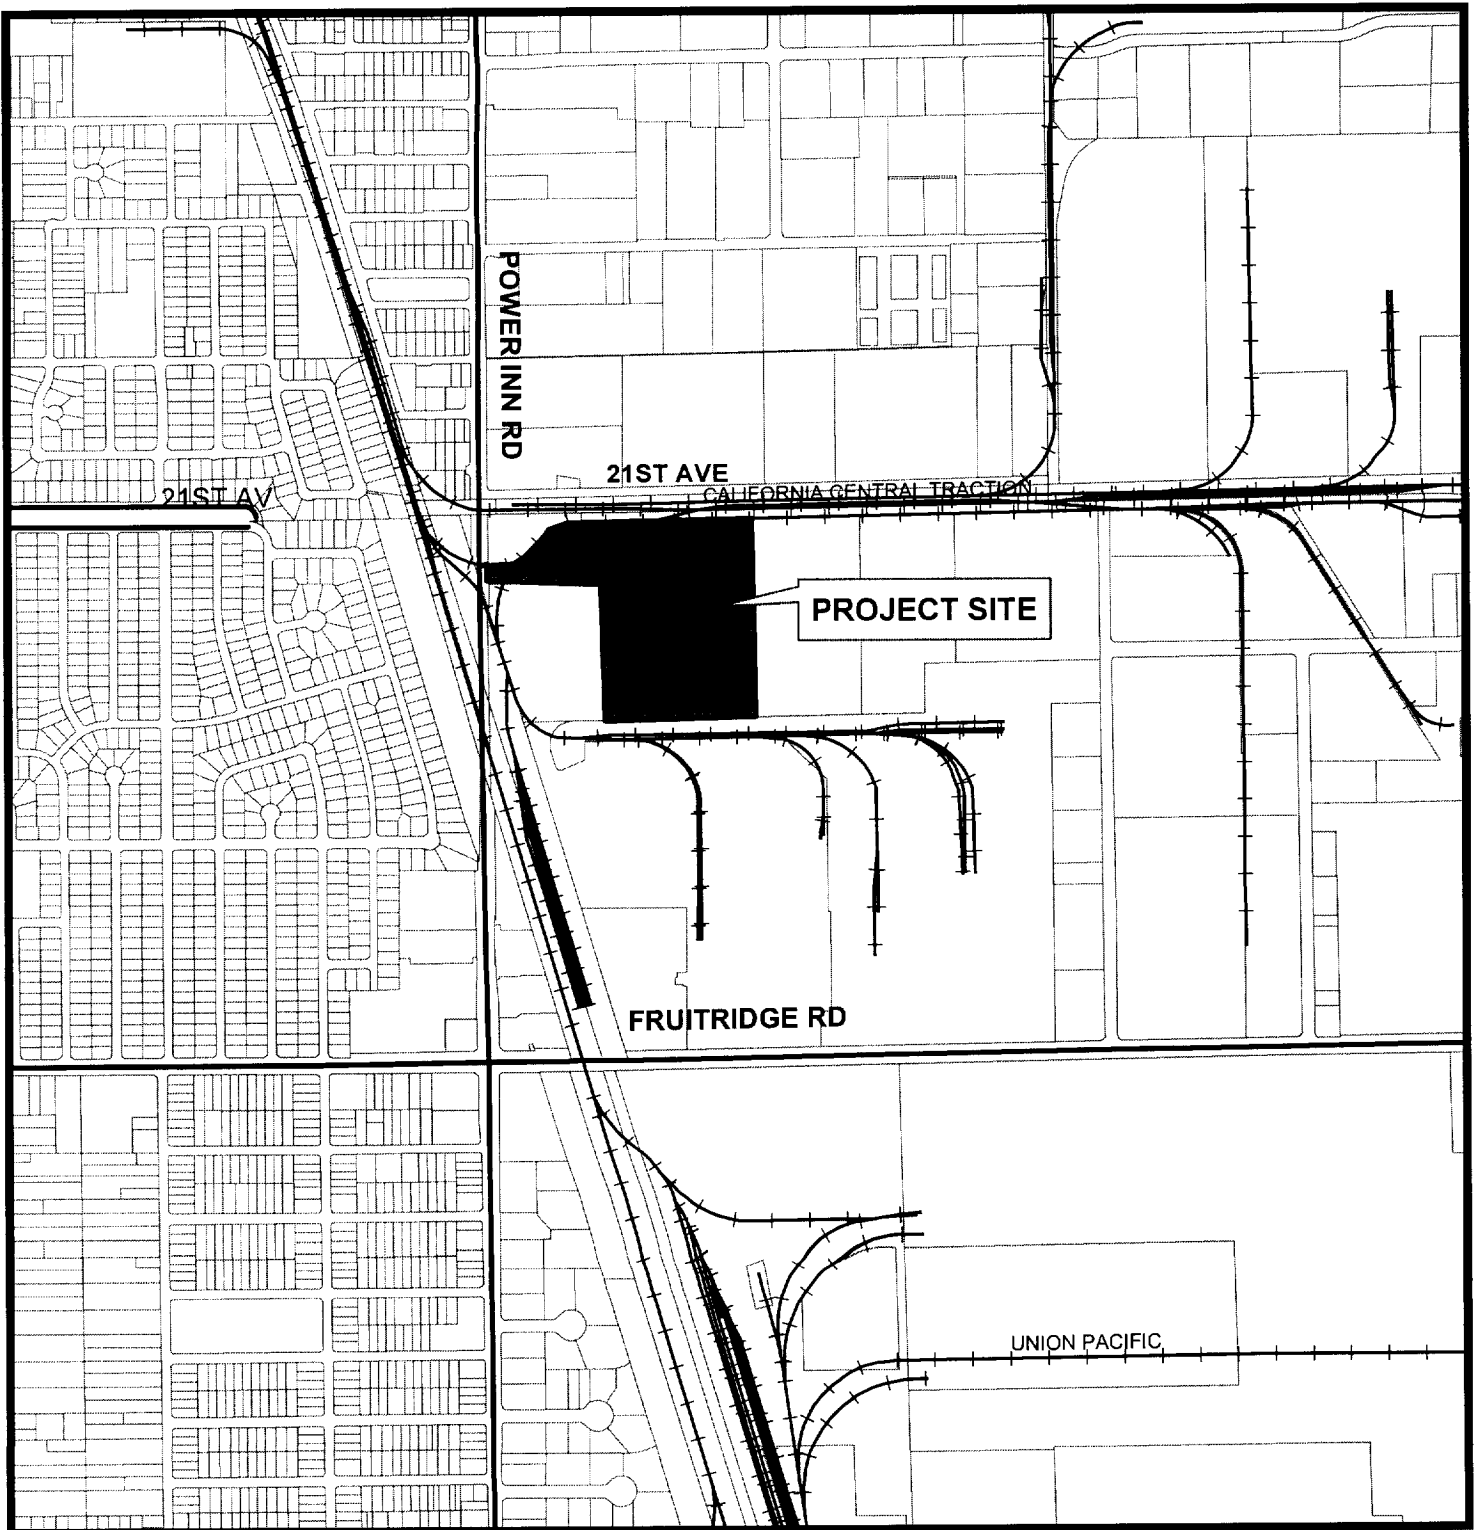 POWER INN RD
21ST AVE
21ST AV
CALIFORNIA CENTRAL TRACTION
PROJECT SITE
FRUITRIDGE RD
UNION PACIFIC